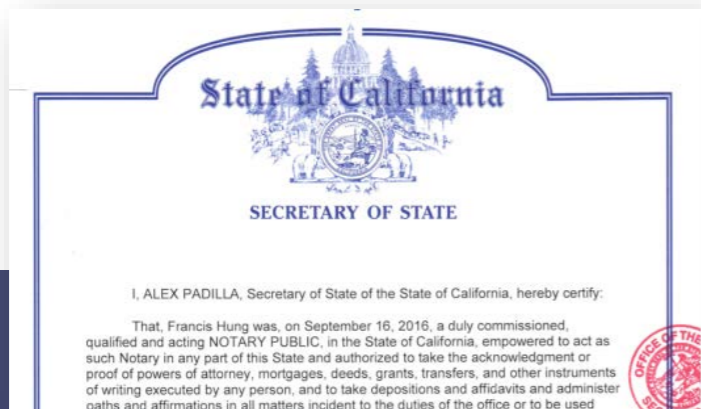 State of California
SECRETARY OF STATE
I, ALEX PADILLA, Secretary of State of the State of California, hereby certify:
That, Francis Hung was, on September 16, 2016, a duly commissioned,
qualified and acting NOTARY PUBLIC, in the State of California, empowered to act as
such Notary in any part of this State and authorized to take the acknowledgment or
proof of powers of attorney, mortgages, deeds, grants, transfers, and other instruments
of writing executed by any person, and to take depositions and affidavits and administer
oaths and affirmations in all matters incident to the duties of the office or to be used
OFFICE OF THE